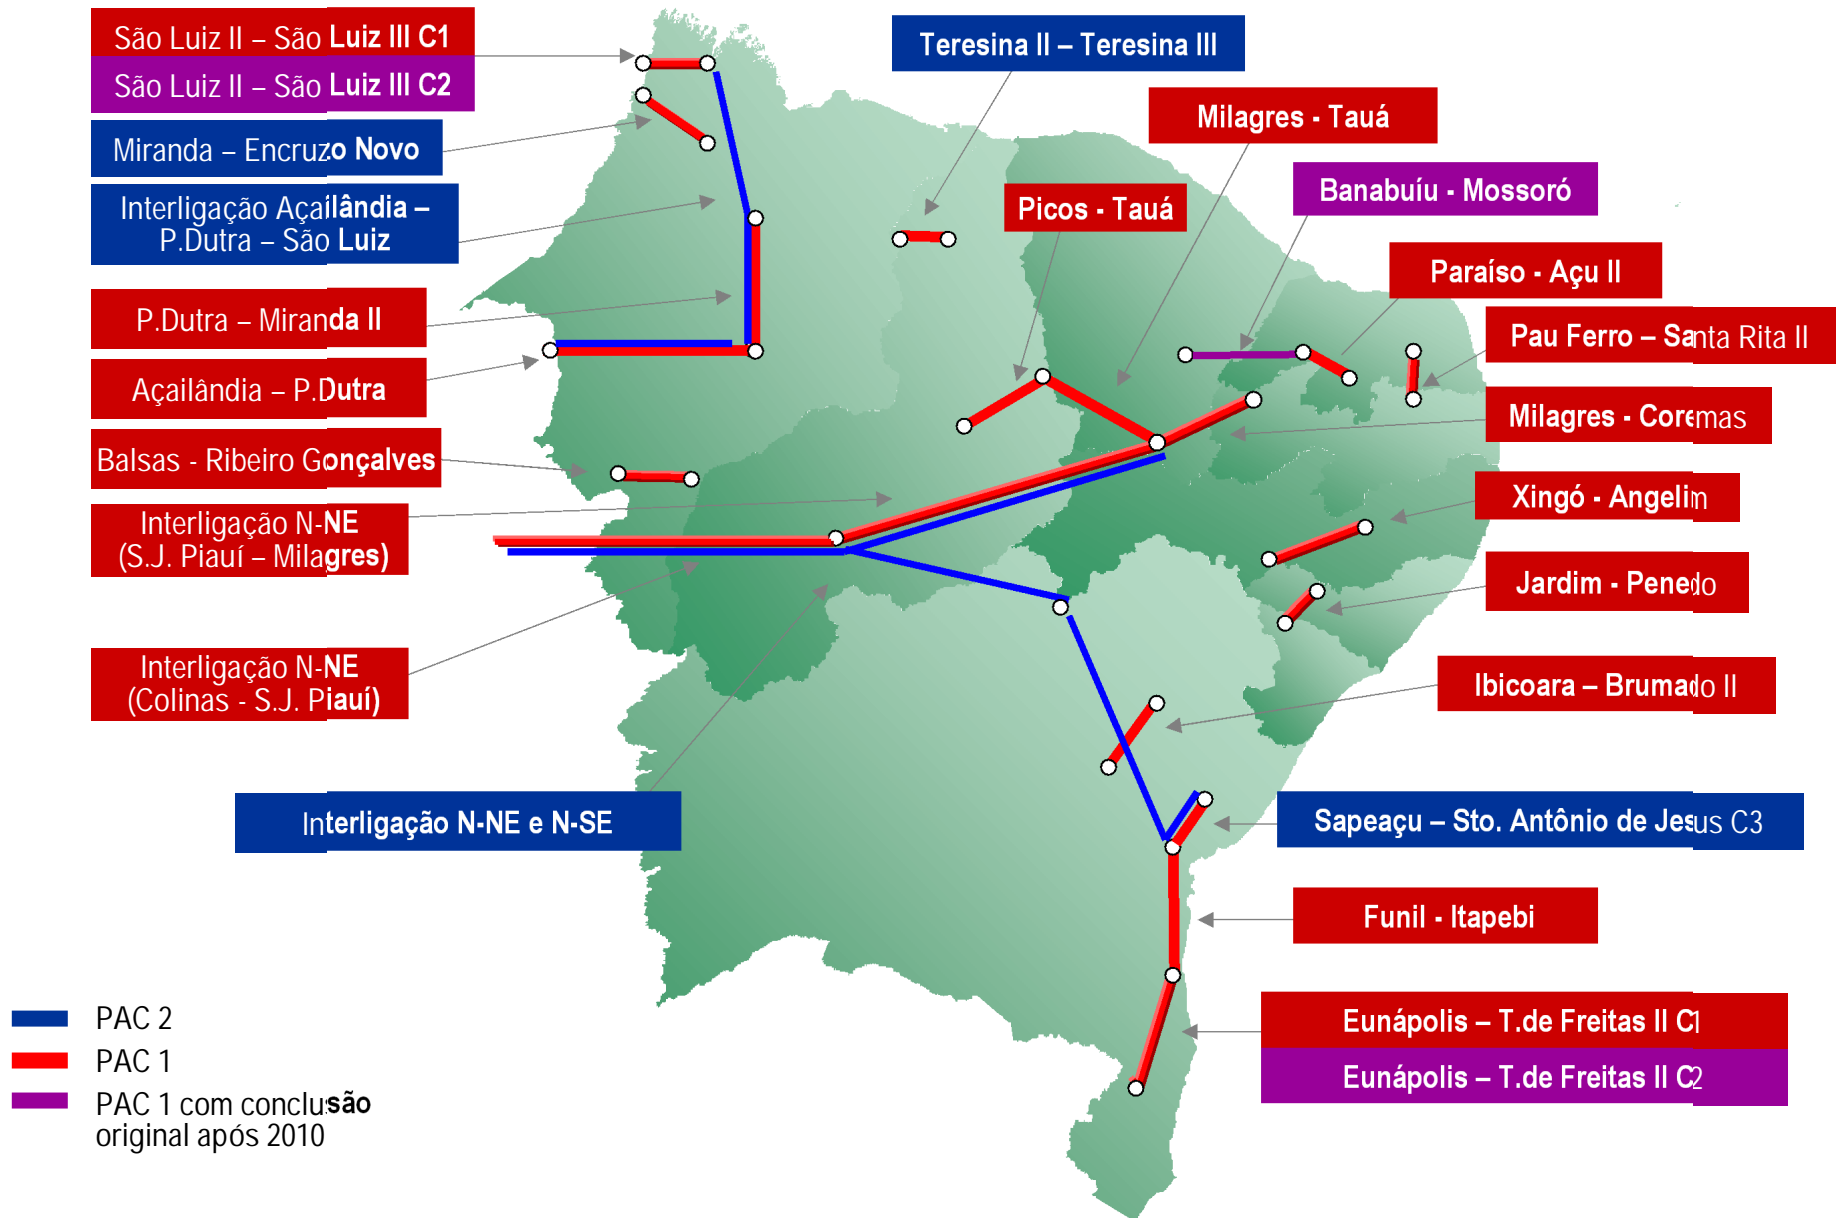 São Luiz II – São Luiz III C1
São Luiz II – São Luiz III C2
Miranda – Encruzo Novo
Interligação Açailândia –
P.Dutra – São Luiz
P.Dutra – Miranda II
Açailândia – P.Dutra
Balsas - Ribeiro Gonçalves
Interligação N-NE
(S.J. Piauí – Milagres)
Interligação N-NE
(Colinas - S.J. Piauí)
Interligação N-NE e N-SE
Teresina II – Teresina III
Milagres - Tauá
Picos - Tauá
Banabuíu - Mossoró
Paraíso - Açu II
Pau Ferro – Santa Rita II
Milagres - Coremas
Xingó - Angelim
Jardim - Penedo
Ibicoara – Brumado II
Sapeaçu – Sto. Antônio de Jesus C3
Funil - Itapebi
Eunápolis – T.de Freitas II C1
Eunápolis – T.de Freitas II C2
PAC 2
PAC 1
PAC 1 com conclusão
original após 2010